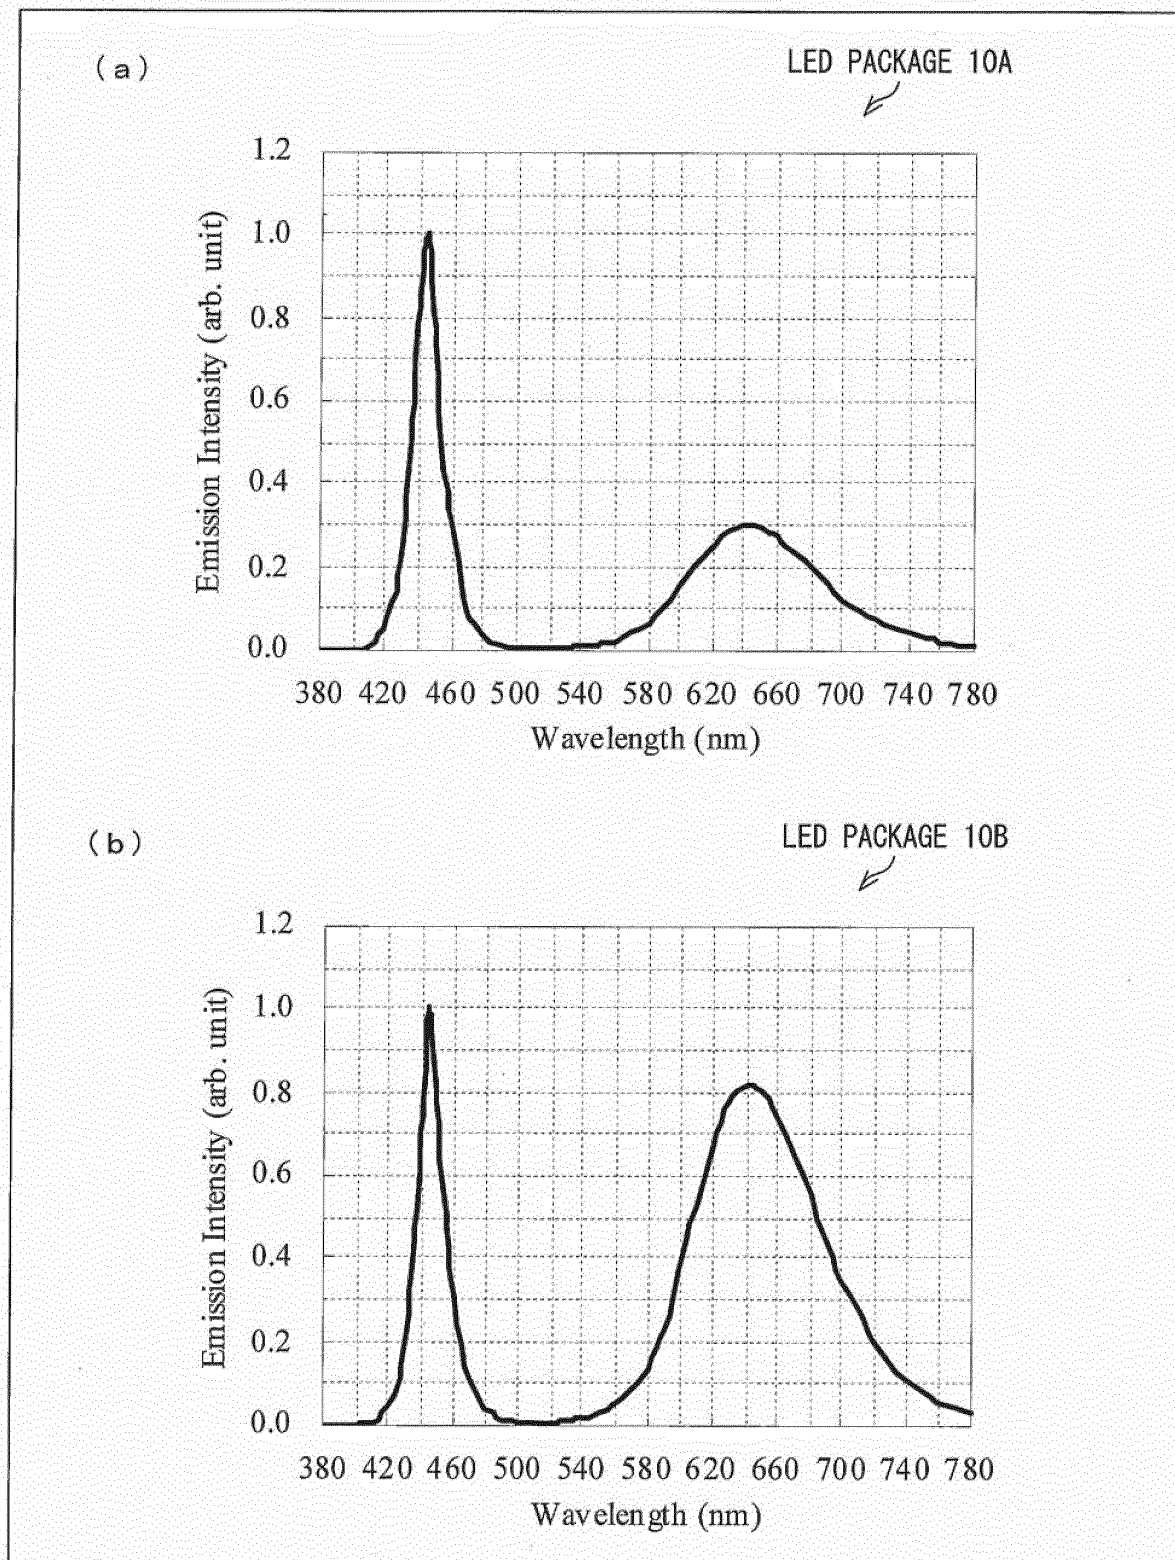 (a)
LED PACKAGE 10A
1.2
1.0
0.8
0.6
0.4
0.2
0.0
Emission Intensity (arb. unit)
380 420 460 500 540 580 620 660 700 740 780
Wavelength (nm)
(b)
LED PACKAGE 10B
1.2
1.0
0.8
0.6
0.4
0.2
0.0
Emission Intensity (arb. unit)
380 420 460 500 540 580 620 660 700 740 780
Wavelength (nm)